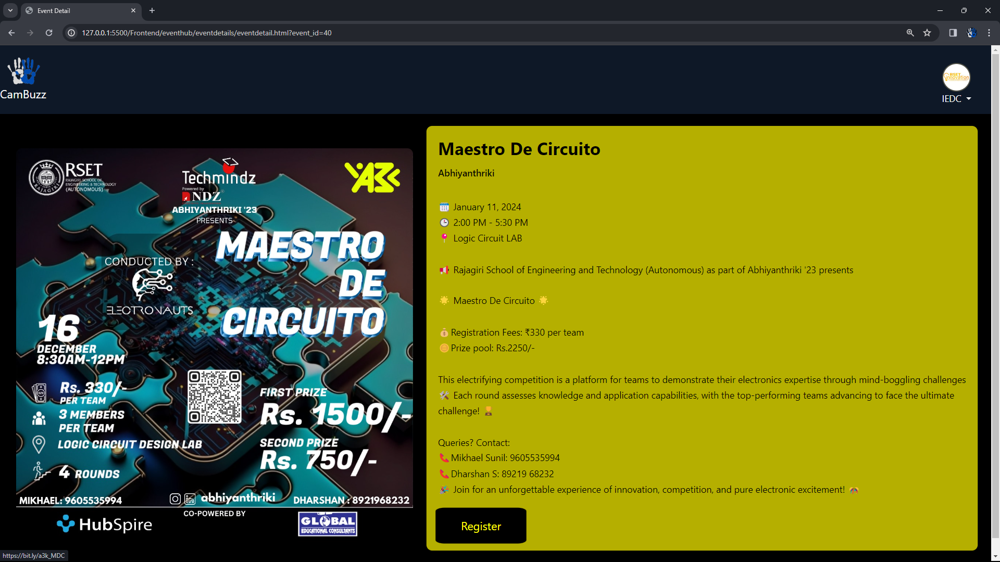 Event Detail
127.0.0.1:5500/Frontend/eventhub/eventdetails/eventdetail.html?event_id=40
CamBuzz
RSET
innovation
IEDC
RSET
RAJAGIRI SCHOOL OF
ENGINEERING & TECHNOLOGY
(AUTONOMOUS)
RAJAGIRI
Techmindz
Powered by
NDZ
A3K
ABHIYANTHRIKI '23
PRESENTS
MAESTRO
DE
CIRCUITO
CONDUCTED BY :
ELECTRONAUTS
16
DECEMBER
8:30AM-12PM
Rs. 330/-
PER TEAM
3 MEMBERS
PER TEAM
LOGIC CIRCUIT DESIGN LAB
4 ROUNDS
FIRST PRIZE
Rs. 1500/-
SECOND PRIZE
Rs. 750/-
MIKHAEL: 9605535994
abhiyanthriki
DHARSHAN : 8921968232
CO-POWERED BY
HubSpire
GLOBAL
EDUCATIONAL CONSULTANTS
Maestro De Circuito
Abhiyanthriki
🗓️ January 11, 2024
🕒 2:00 PM - 5:30 PM
📍 Logic Circuit LAB
📢 Rajagiri School of Engineering and Technology (Autonomous) as part of Abhiyanthriki '23 presents
🌟 Maestro De Circuito 🌟
💰Registration Fees: ₹330 per team
🪙Prize pool: Rs.2250/-
This electrifying competition is a platform for teams to demonstrate their electronics expertise through mind-boggling challenges
🛠️ Each round assesses knowledge and application capabilities, with the top-performing teams advancing to face the ultimate
challenge! 🏆
Queries? Contact:
📞Mikhael Sunil: 9605535994
📞Dharshan S: 89219 68232
🎉 Join for an unforgettable experience of innovation, competition, and pure electronic excitement! 🎊
Register
https://bit.ly/a3k_MDC